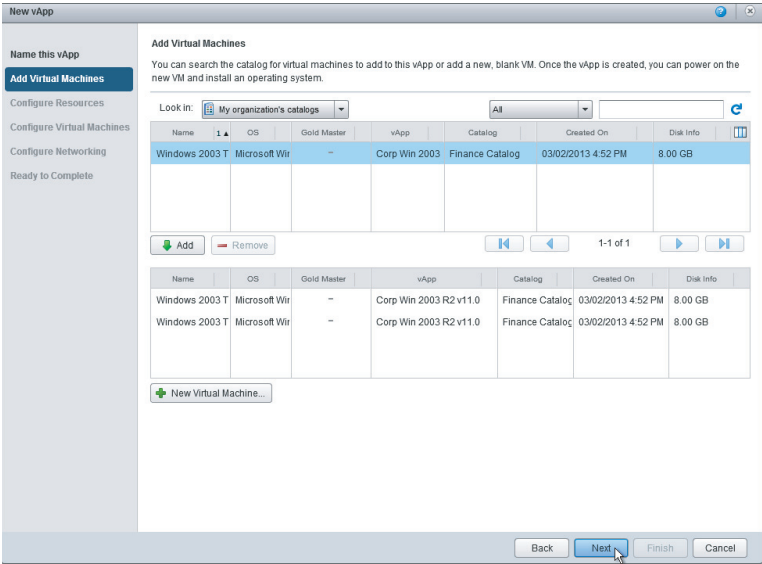 New vApp
Name this vApp
Add Virtual Machines
Configure Resources
Configure Virtual Machines
Configure Networking
Ready to Complete
Add Virtual Machines
You can search the catalog for virtual machines to add to this vApp or add a new, blank VM. Once the vApp is created, you can power on the
new VM and install an operating system.
Look in: My organization's catalogs All
Name 1 ▲ OS Gold Master vApp Catalog Created On Disk Info
Windows 2003 T Microsoft Wir – Corp Win 2003 Finance Catalog 03/02/2013 4:52 PM 8.00 GB
Add Remove 1-1 of 1
Name OS Gold Master vApp Catalog Created On Disk Info
Windows 2003 T Microsoft Wir – Corp Win 2003 R2 v11.0 Finance Catalog 03/02/2013 4:52 PM 8.00 GB
Windows 2003 T Microsoft Wir – Corp Win 2003 R2 v11.0 Finance Catalog 03/02/2013 4:52 PM 8.00 GB
New Virtual Machine...
Back Next Finish Cancel